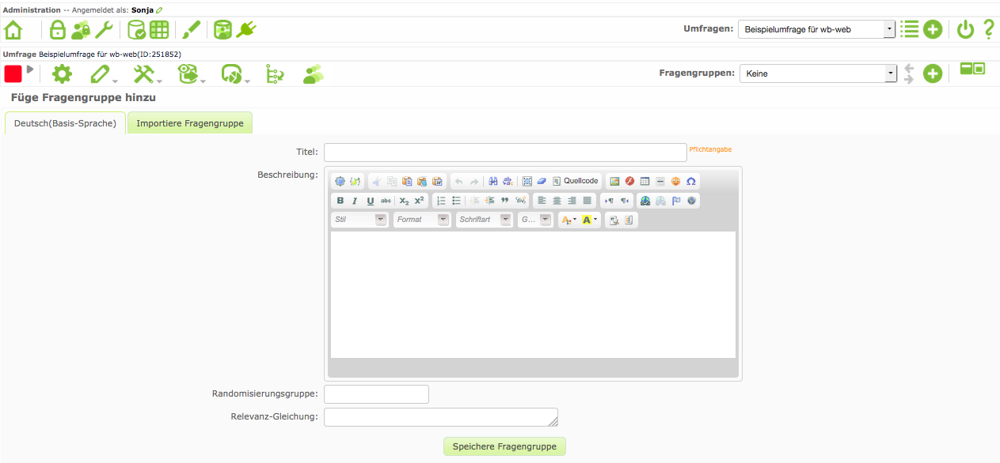 Administration -- Angemeldet als: Sonja
Umfragen: Beispielumfrage für wb-web
Umfrage Beispielumfrage für wb-web(ID:251852)
Fragengruppen: Keine
Füge Fragengruppe hinzu
Deutsch(Basis-Sprache) Importiere Fragengruppe
Titel: Pflichtangabe
Beschreibung:
Quellcode
B I U abc X2 X2
Stil Format Schriftart G... A A
Randomisierungsgruppe:
Relevanz-Gleichung:
Speichere Fragengruppe